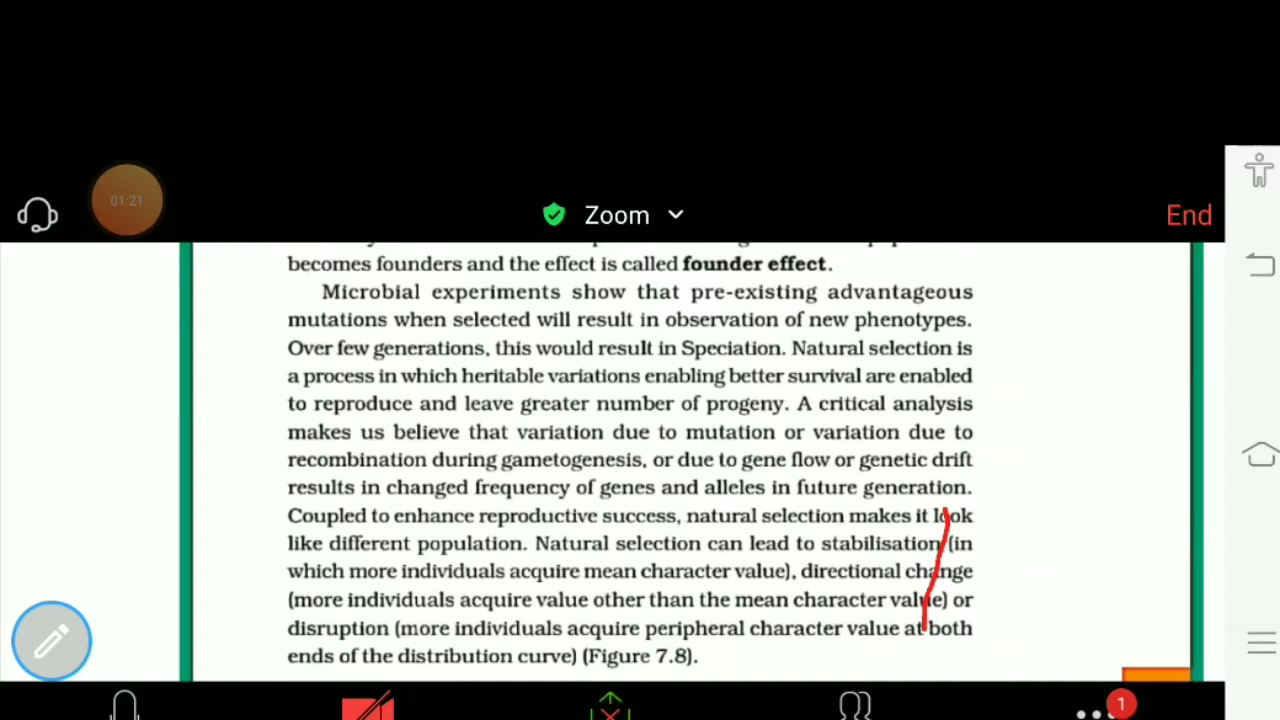 01:21
Zoom
End
becomes founders and the effect is called founder effect.
Microbial experiments show that pre-existing advantageous
mutations when selected will result in observation of new phenotypes.
Over few generations, this would result in Speciation. Natural selection is
a process in which heritable variations enabling better survival are enabled
to reproduce and leave greater number of progeny. A critical analysis
makes us believe that variation due to mutation or variation due to
recombination during gametogenesis, or due to gene flow or genetic drift
results in changed frequency of genes and alleles in future generation.
Coupled to enhance reproductive success, natural selection makes it look
like different population. Natural selection can lead to stabilisation (in
which more individuals acquire mean character value), directional change
(more individuals acquire value other than the mean character value) or
disruption (more individuals acquire peripheral character value at both
ends of the distribution curve) (Figure 7.8).
1